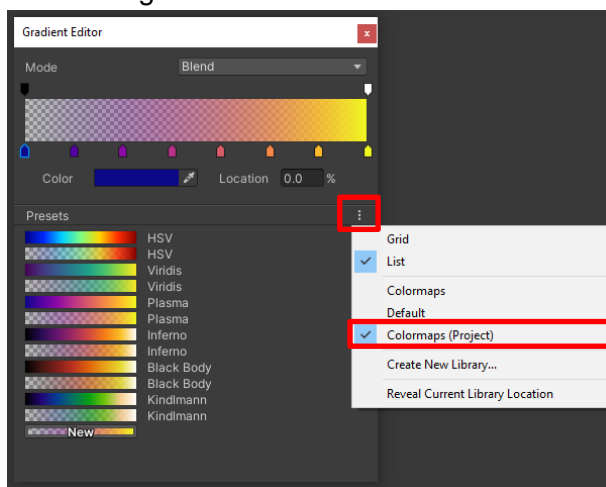 Gradient Editor
x
Mode
Blend
Color
Location
0.0
%
Presets
HSV
HSV
Viridis
Viridis
Plasma
Plasma
Inferno
Inferno
Black Body
Black Body
Kindlmann
Kindlmann
New
Grid
List
Colormaps
Default
Colormaps (Project)
Create New Library...
Reveal Current Library Location